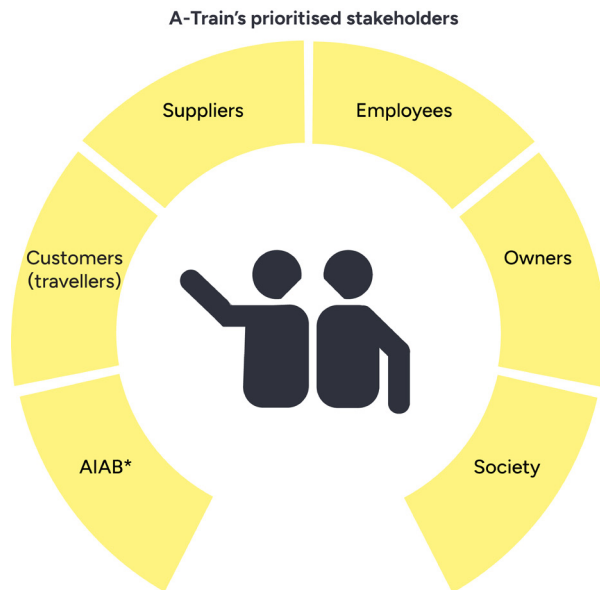 A-Train's prioritised stakeholders
Suppliers
Employees
Customers
(travellers)
Owners
AIAB*
Society